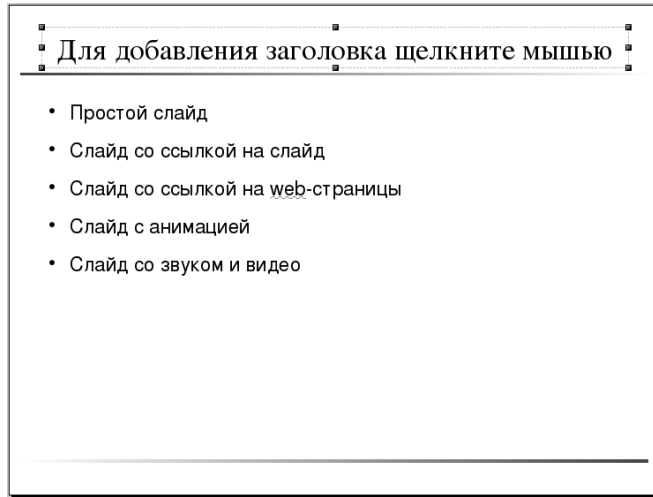 Для добавления заголовка щелкните мышью
• Простой слайд
• Слайд со ссылкой на слайд
• Слайд со ссылкой на web-страницы
• Слайд с анимацией
• Слайд со звуком и видео